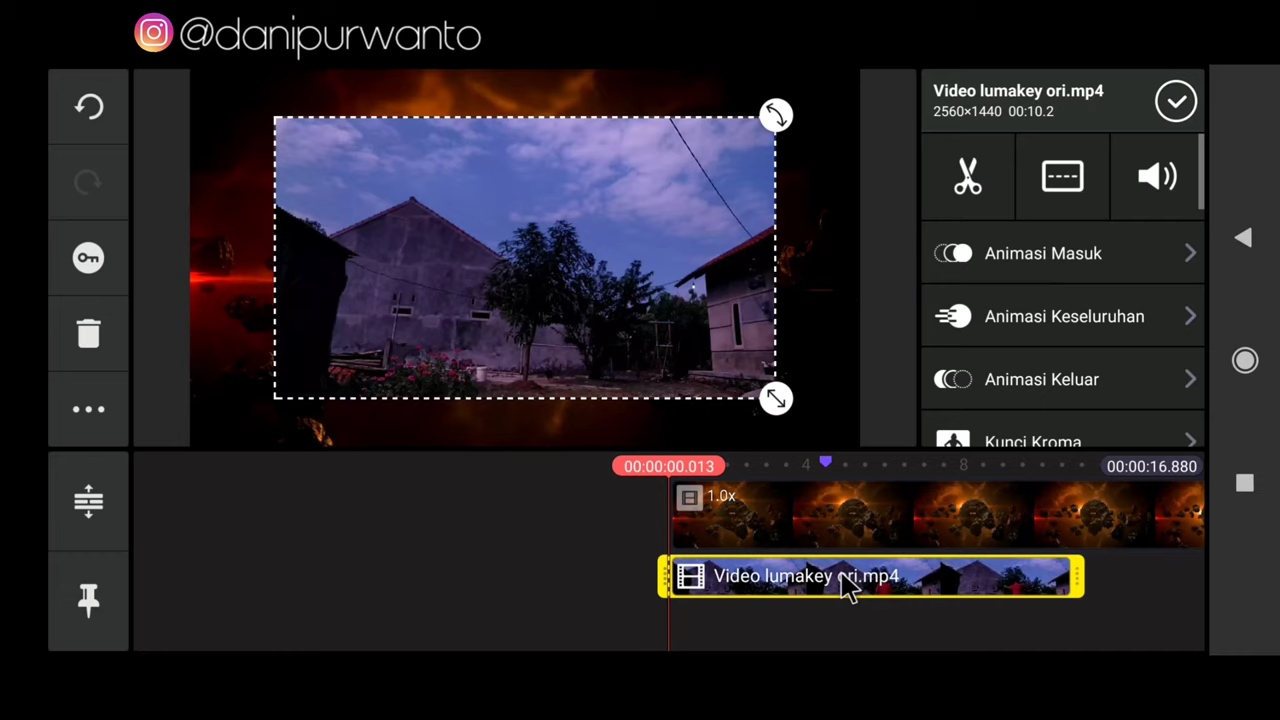 @danipurwanto
Video lumakey ori.mp4
2560×1440 00:10.2
Animasi Masuk
Animasi Keseluruhan
Animasi Keluar
Kunci Kroma
00:00:00.013
4
8
00:00:16.880
1.0x
Video lumakey ori.mp4